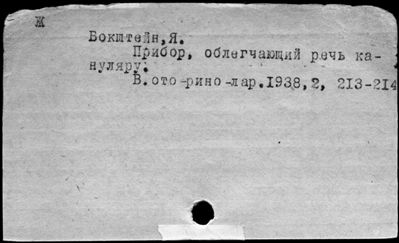 Ж
Бокштейн,Я.
Прибор, облегчающий речь ка-
нуляру.
В.ото-рино-лар.1938,2, 213-214